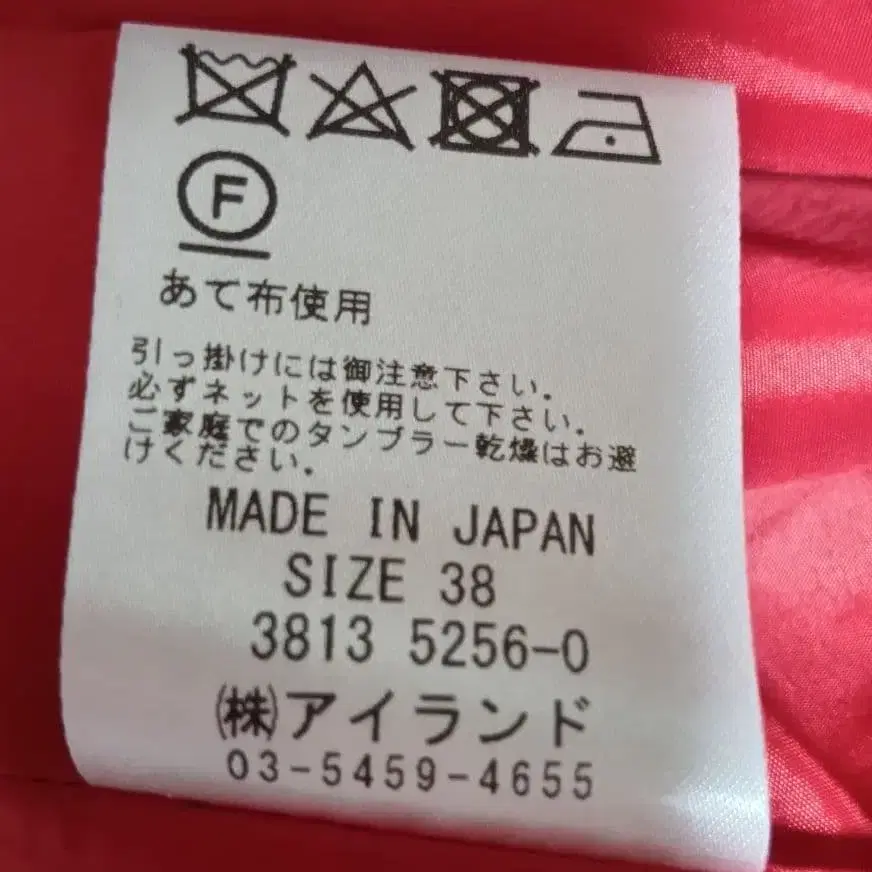 F
あて布使用
引っ掛けには御注意下さい.
必ずネットを使用して下さい.
ご家庭でのタンブラー乾燥はお避
けください.
MADE IN JAPAN
SIZE 38
3813 5256-0
㈱アイランド
03-5459-4655